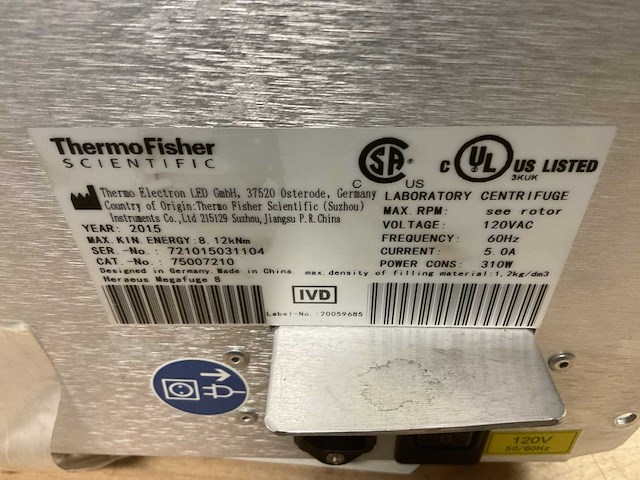 ThermoFisher
SCIENTIFIC
Thermo Electron LED GmbH, 37520 Osterode, Germany
Country of Origin:Thermo Fisher Scientific (Suzhou)
Instruments Co.,Ltd 215129 Suzhou,jiangsu P.R.China
YEAR: 2015
MAX.KIN.ENERGY:8.12kNm
SER.-No.: 721015031104
CAT.-No.: 75007210
Designed in Germany.Made in China. max.density of filling material:1,2kg/dm3
Heraeus Megafuge 8
SA
C US
C UL US LISTED
3KUK
LABORATORY CENTRIFUGE
MAX.RPM: see rotor
VOLTAGE: 120VAC
FREQUENCY: 60Hz
CURRENT: 5.0A
POWER CONS: 310W
IVD
Label-No.:20059685
120V
50/60Hz